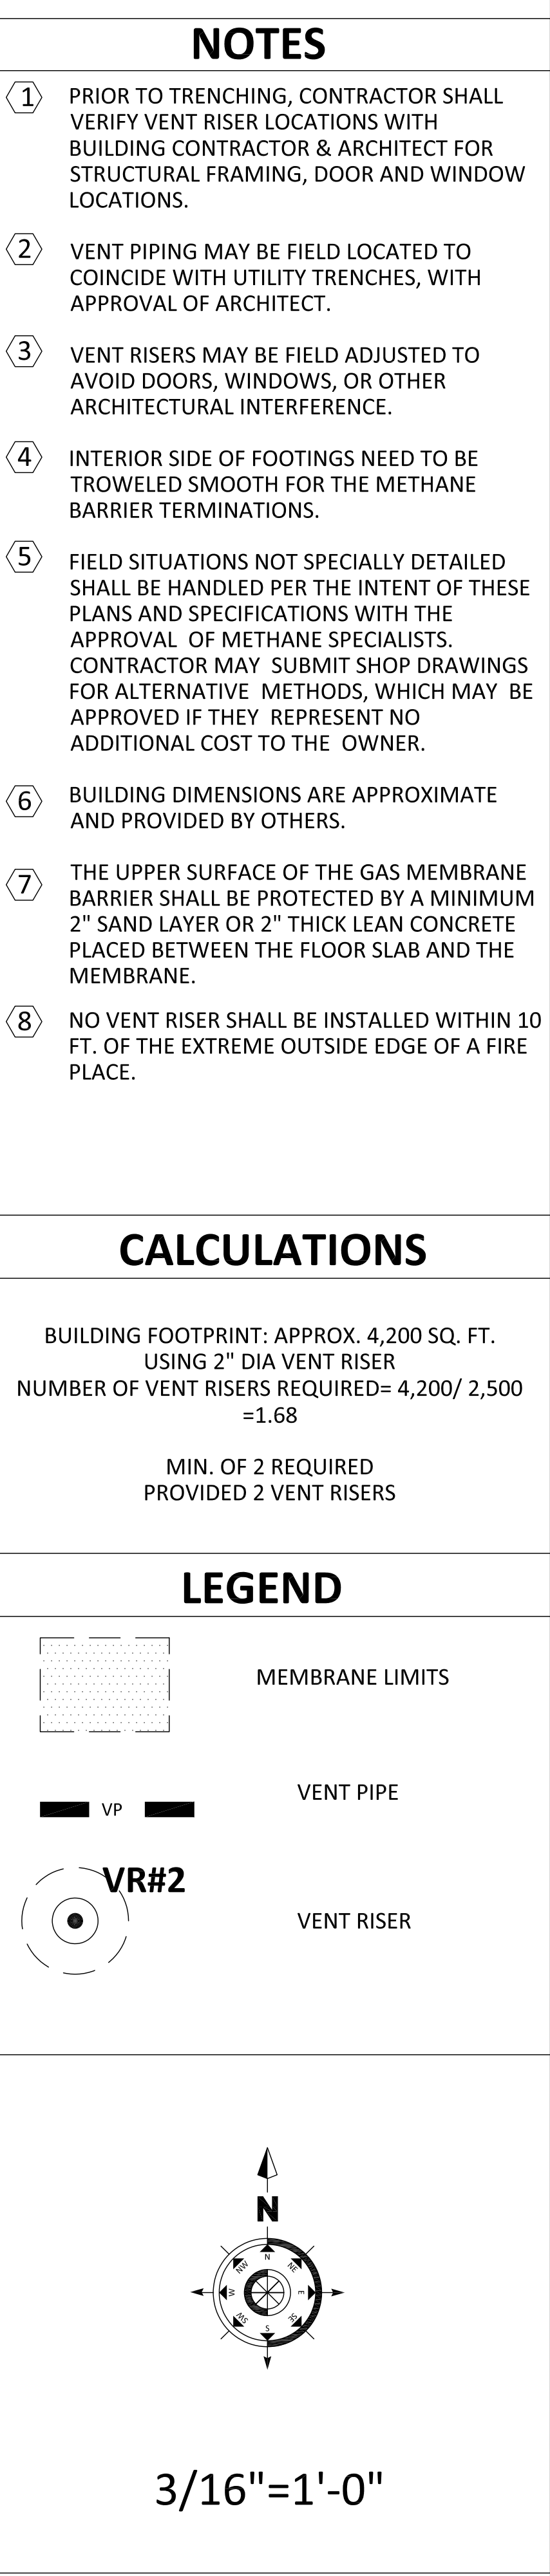 NOTES
1 PRIOR TO TRENCHING, CONTRACTOR SHALL
VERIFY VENT RISER LOCATIONS WITH
BUILDING CONTRACTOR & ARCHITECT FOR
STRUCTURAL FRAMING, DOOR AND WINDOW
LOCATIONS.
2 VENT PIPING MAY BE FIELD LOCATED TO
COINCIDE WITH UTILITY TRENCHES, WITH
APPROVAL OF ARCHITECT.
3 VENT RISERS MAY BE FIELD ADJUSTED TO
AVOID DOORS, WINDOWS, OR OTHER
ARCHITECTURAL INTERFERENCE.
4 INTERIOR SIDE OF FOOTINGS NEED TO BE
TROWELED SMOOTH FOR THE METHANE
BARRIER TERMINATIONS.
5 FIELD SITUATIONS NOT SPECIALLY DETAILED
SHALL BE HANDLED PER THE INTENT OF THESE
PLANS AND SPECIFICATIONS WITH THE
APPROVAL OF METHANE SPECIALISTS.
CONTRACTOR MAY SUBMIT SHOP DRAWINGS
FOR ALTERNATIVE METHODS, WHICH MAY BE
APPROVED IF THEY REPRESENT NO
ADDITIONAL COST TO THE OWNER.
6 BUILDING DIMENSIONS ARE APPROXIMATE
AND PROVIDED BY OTHERS.
7 THE UPPER SURFACE OF THE GAS MEMBRANE
BARRIER SHALL BE PROTECTED BY A MINIMUM
2" SAND LAYER OR 2" THICK LEAN CONCRETE
PLACED BETWEEN THE FLOOR SLAB AND THE
MEMBRANE.
8 NO VENT RISER SHALL BE INSTALLED WITHIN 10
FT. OF THE EXTREME OUTSIDE EDGE OF A FIRE
PLACE.
CALCULATIONS
BUILDING FOOTPRINT: APPROX. 4,200 SQ. FT.
USING 2" DIA VENT RISER
NUMBER OF VENT RISERS REQUIRED= 4,200/ 2,500
=1.68
MIN. OF 2 REQUIRED
PROVIDED 2 VENT RISERS
LEGEND
MEMBRANE LIMITS
VENT PIPE
VP
VR#2
VENT RISER
N
N
NW NE
W E
SW SE
S
3/16"=1'-0"